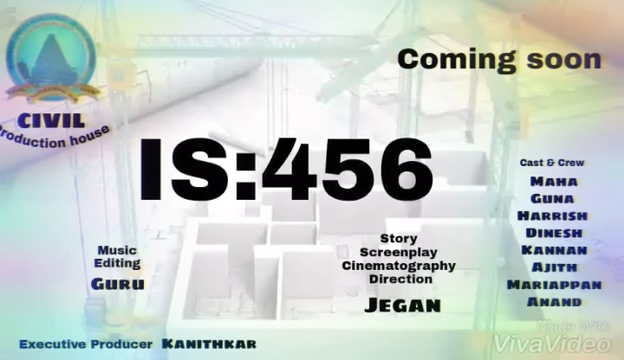 Coming soon
CIVIL
roduction house
IS:456
Cast & Crew
MAHA
GUNA
HARRISH
DINESH
KANNAN
AJITH
MARIAPPAN
ANAND
Music
Editing
GURU
Story
Screenplay
Cinematography
Direction
JEGAN
Executive Producer KANITHKAR
Made With
VivaVideo